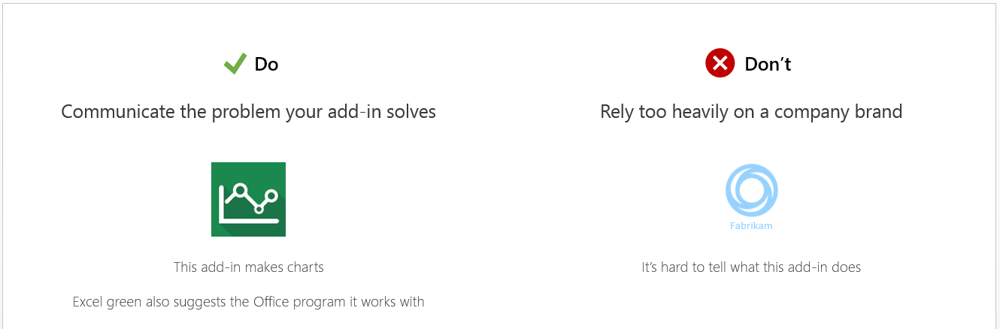 Do
Communicate the problem your add-in solves
This add-in makes charts
Excel green also suggests the Office program it works with
Don’t
Rely too heavily on a company brand
Fabrikam
It’s hard to tell what this add-in does